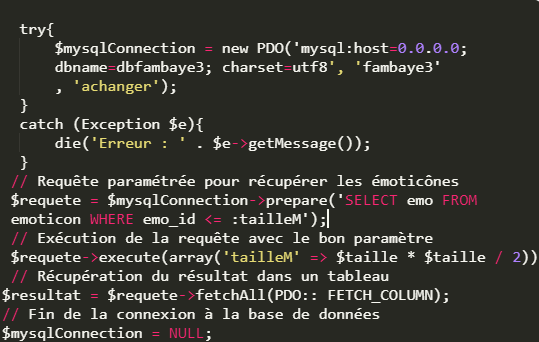 try{
$mysqlConnection = new PDO('mysql:host=0.0.0.0;
dbname=dbfambaye3; charset=utf8', 'fambaye3'
, 'achanger');
}
catch (Exception $e){
die('Erreur : ' . $e->getMessage());
}
// Requête paramétrée pour récupérer les émoticônes
$requete = $mysqlConnection->prepare('SELECT emo FROM
emoticon WHERE emo_id <= :tailleM');
// Exécution de la requête avec le bon paramètre
$requete->execute(array('tailleM' => $taille * $taille / 2))
// Récupération du résultat dans un tableau
$resultat = $requete->fetchAll(PDO:: FETCH_COLUMN);
// Fin de la connexion à la base de données
$mysqlConnection = NULL;